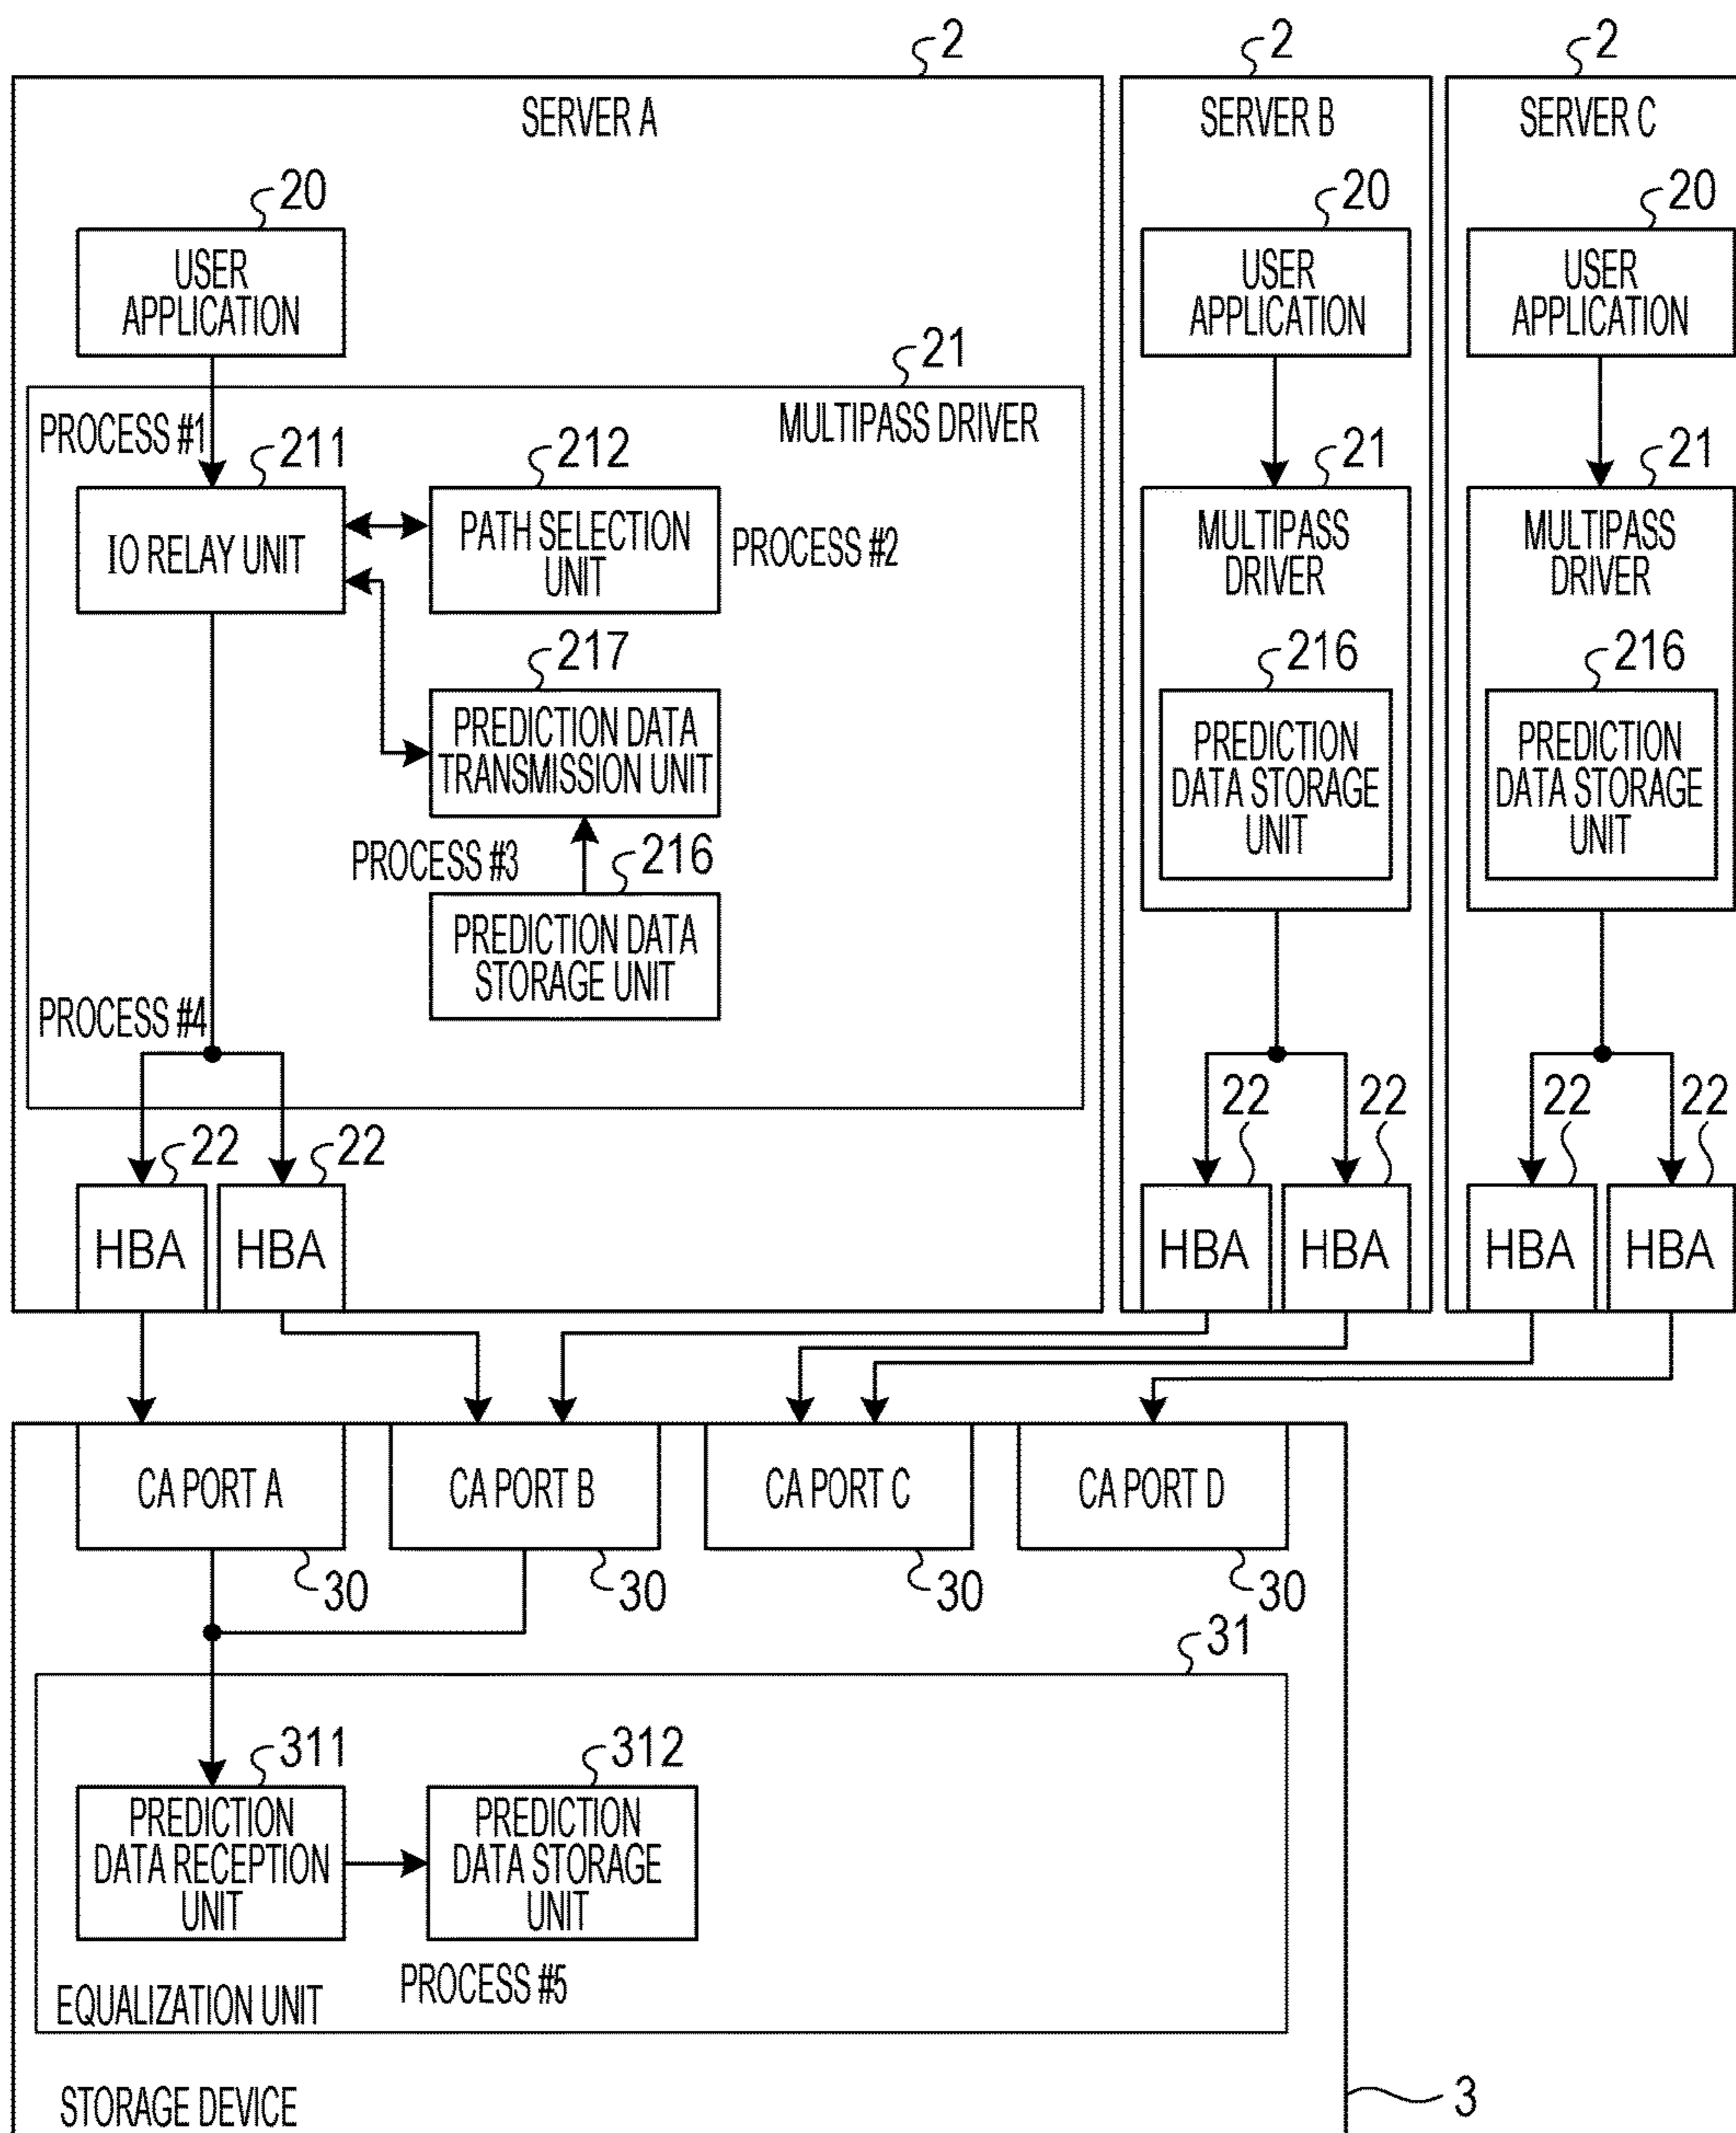 2
2
2
SERVER A
SERVER B
SERVER C
20
20
20
USER
APPLICATION
USER
APPLICATION
USER
APPLICATION
21
PROCESS #1
MULTIPASS DRIVER
211
212
21
21
IO RELAY UNIT
PATH SELECTION
UNIT
PROCESS #2
MULTIPASS
DRIVER
MULTIPASS
DRIVER
217
216
216
PREDICTION DATA
TRANSMISSION UNIT
PREDICTION
DATA STORAGE
UNIT
PREDICTION
DATA STORAGE
UNIT
PROCESS #3
216
PREDICTION DATA
STORAGE UNIT
PROCESS #4
22
22
22
22
22
22
HBA
HBA
HBA
HBA
HBA
HBA
CA PORT A
CA PORT B
CA PORT C
CA PORT D
30
30
30
30
31
311
312
PREDICTION
DATA RECEPTION
UNIT
PREDICTION
DATA STORAGE
UNIT
PROCESS #5
EQUALIZATION UNIT
STORAGE DEVICE
3